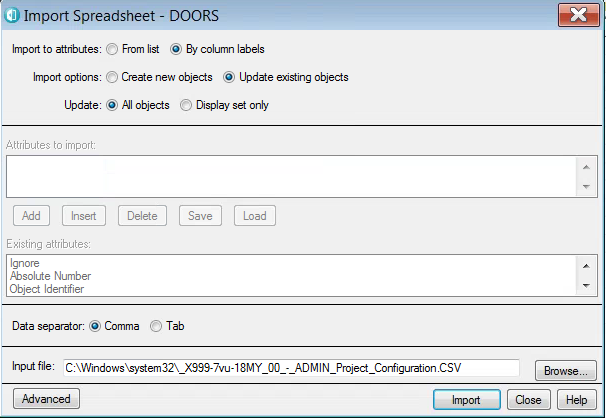 Import Spreadsheet - DOORS
Import to attributes: From list By column labels
Import options: Create new objects Update existing objects
Update: All objects Display set only
Attributes to import:
Add Insert Delete Save Load
Existing attributes:
Ignore
Absolute Number
Object Identifier
Data separator: Comma Tab
Input file: C:\Windows\system32\_X999-7vu-18MY_00_-_ADMIN_Project_Configuration.CSV Browse...
Advanced Import Close Help